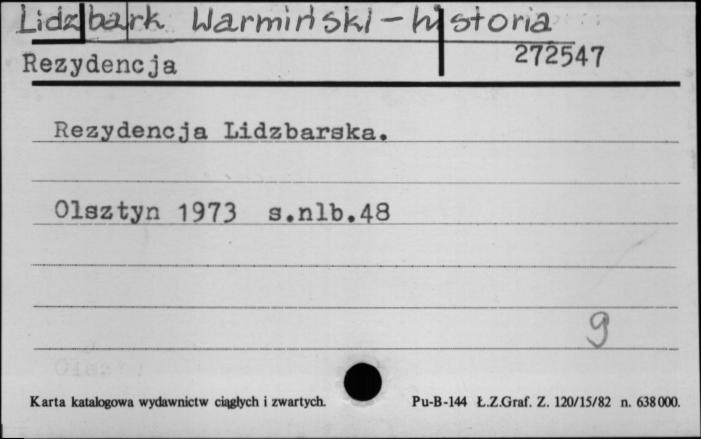 Lidzbark Warmiński - historia
Rezydencja 272547
Rezydencja Lidzbarska.
Olsztyn 1973 s.nlb.48
9
Karta katalogowa wydawnictw ciągłych i zwartych. Pu-B-144 Ł.Z.Graf. Z. 120/15/82 n. 638000.